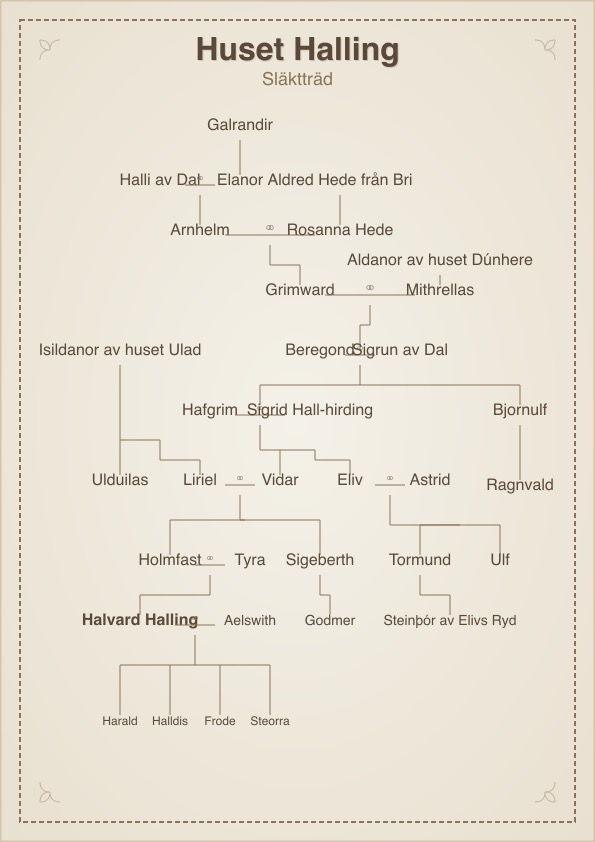 Huset Halling
Släktträd
Galrandir
Halli av Dal ⚭ Elanor Aldred Hede från Bri
Arnhelm ⚭ Rosanna Hede
Aldanor av huset Dúnhere
Grimward ⚭ Mithrellas
Isildanor av huset Ulad Beregond Sigrun av Dal
Hafgrim Sigrid Hall-hirding Bjornulf
Ulduilas Liriel ⚭ Vidar Eliv ⚭ Astrid Ragnvald
Holmfast ⚭ Tyra Sigeberth Tormund Ulf
Halvard Halling Aelswith Godmer Steinþór av Elivs Ryd
Harald Halldis Frode Steorra